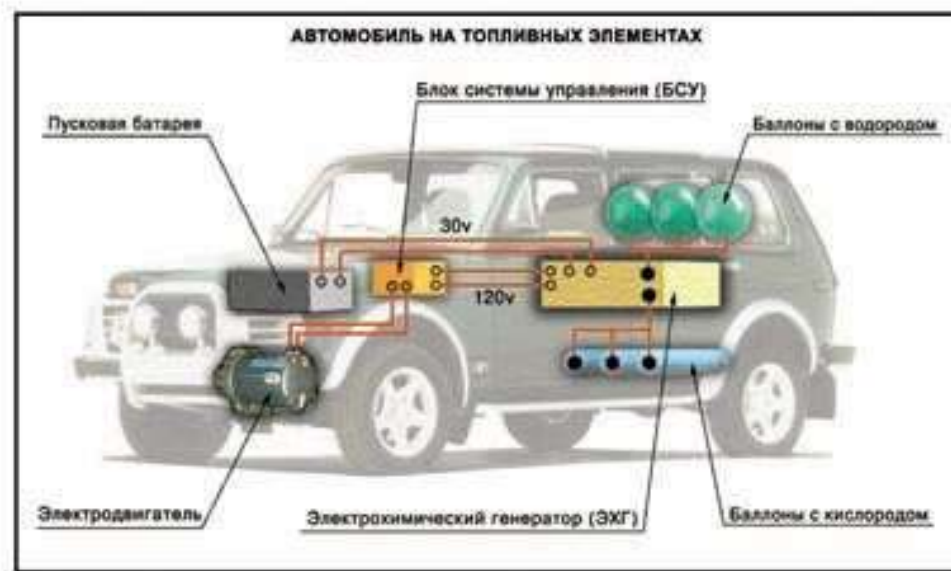 АВТОМОБИЛЬ НА ТОПЛИВНЫХ ЭЛЕМЕНТАХ
Блок системы управления (БСУ)
Пусковая батарея
Баллоны с водородом
30v
120v
Электродвигатель
Электрохимический генератор (ЭХГ)
Баллоны с кислородом